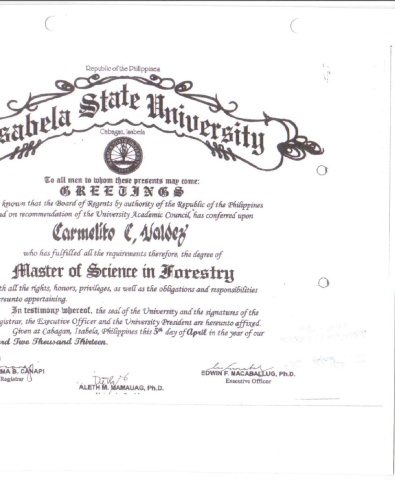 Republic of the Philippines
sabela State University
Cabagan, Isabela
To all men to whom these presents may come:
GREETINGS
known that the Board of Regents by authority of the Republic of the Philippines
nd on recommendation of the University Academic Council, has conferred upon
Carmelito C. Valdez
who has fulfilled all the requirements therefore, the degree of
Master of Science in Forestry
th all the rights, honors, privileges, as well as the obligations and responsibilities
ereunto appertaining.
In testimony whereof, the seal of the University and the signatures of the
egistrar, the Executive Officer and the University President are hereunto affixed.
Given at Cabagan, Isabela, Philippines this 5th day of April in the year of our
nd Two Thousand Thirteen.
MA B. CANAPI
Registrar
ALETH M. MAMAUAG, Ph.D.
EDWIN F. MACABALLUG, Ph.D.
Executive Officer